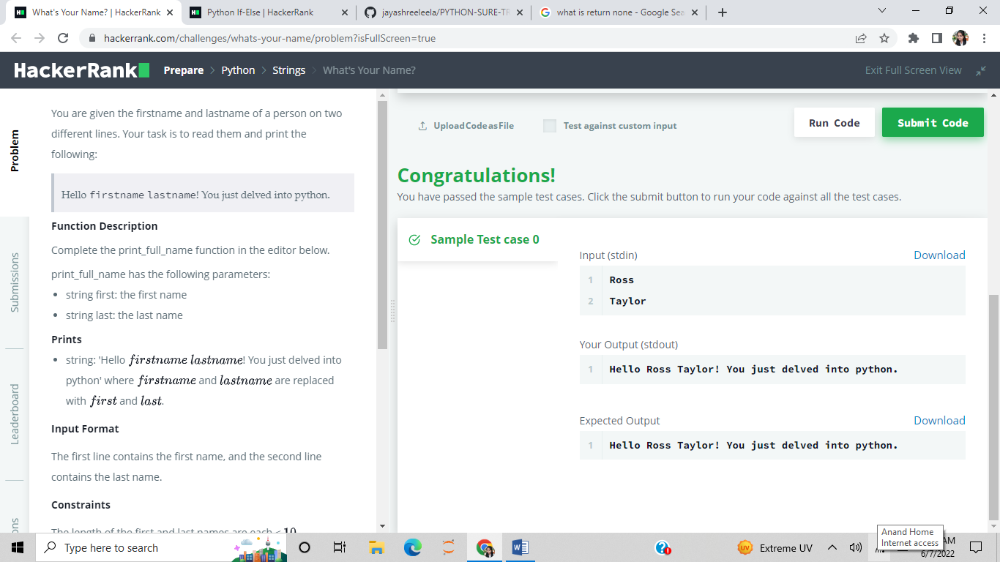 What's Your Name? | HackerRank
Python If-Else | HackerRank
jayashreeleela/PYTHON-SURE-TR
what is return none - Google Sea
hackerrank.com/challenges/whats-your-name/problem?isFullScreen=true
HackerRank
Prepare > Python > Strings > What's Your Name?
Exit Full Screen View
Problem
Submissions
Leaderboard
You are given the firstname and lastname of a person on two
different lines. Your task is to read them and print the
following:
Hello firstname lastname! You just delved into python.
Function Description
Complete the print_full_name function in the editor below.
print_full_name has the following parameters:
• string first: the first name
• string last: the last name
Prints
• string: 'Hello firstname lastname! You just delved into
python' where firstname and lastname are replaced
with first and last.
Input Format
The first line contains the first name, and the second line
contains the last name.
Constraints
The length of the first and last names are each ≤ 10.
Upload Code as File
Test against custom input
Run Code
Submit Code
Congratulations!
You have passed the sample test cases. Click the submit button to run your code against all the test cases.
Sample Test case 0
Input (stdin)
Download
1 Ross
2 Taylor
Your Output (stdout)
1 Hello Ross Taylor! You just delved into python.
Expected Output
Download
1 Hello Ross Taylor! You just delved into python.
Type here to search
UV
Extreme UV
Anand Home
Internet access
AM
6/7/2022